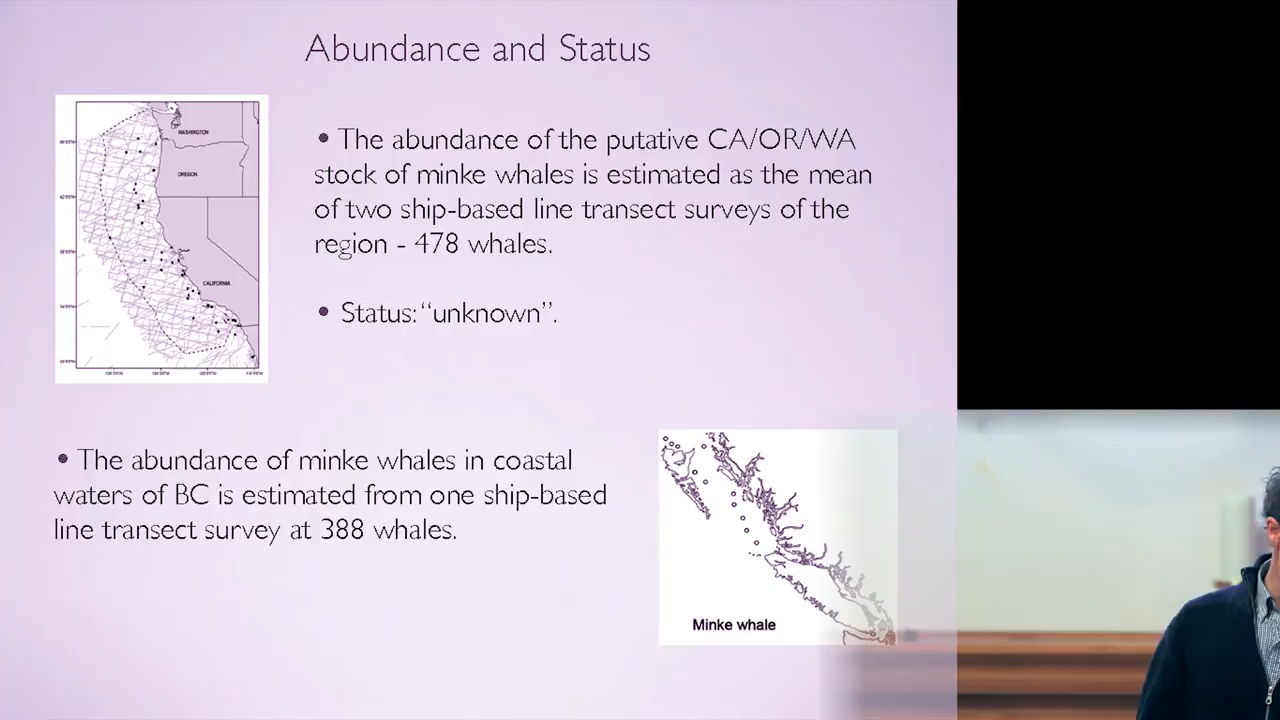 Abundance and Status
WASHINGTON
OREGON
CALIFORNIA
• The abundance of the putative CA/OR/WA
stock of minke whales is estimated as the mean
of two ship-based line transect surveys of the
region - 478 whales.
• Status: “unknown”.
• The abundance of minke whales in coastal
waters of BC is estimated from one ship-based
line transect survey at 388 whales.
Minke whale